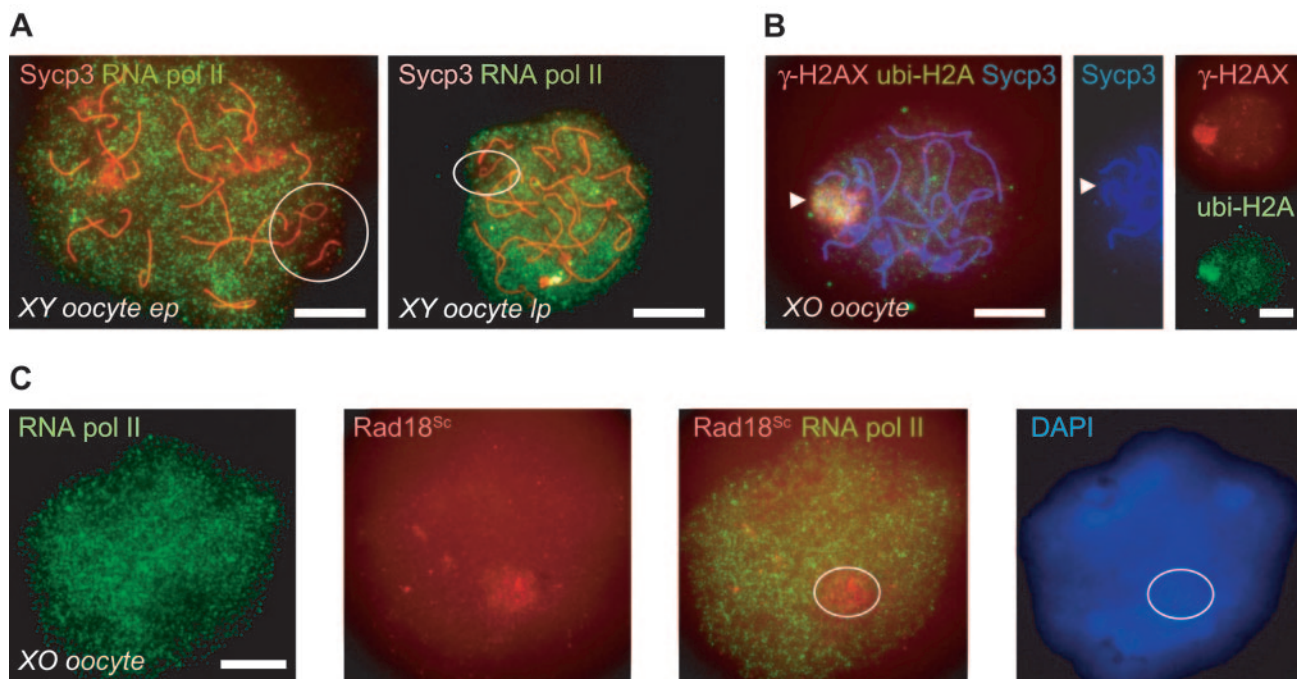 A
Sycp3 RNA pol II
XY oocyte ep
Sycp3 RNA pol II
XY oocyte lp
B
γ-H2AX ubi-H2A Sycp3
XO oocyte
Sycp3
γ-H2AX
ubi-H2A
C
RNA pol II
XO oocyte
Rad18Sc
Rad18Sc RNA pol II
DAPI